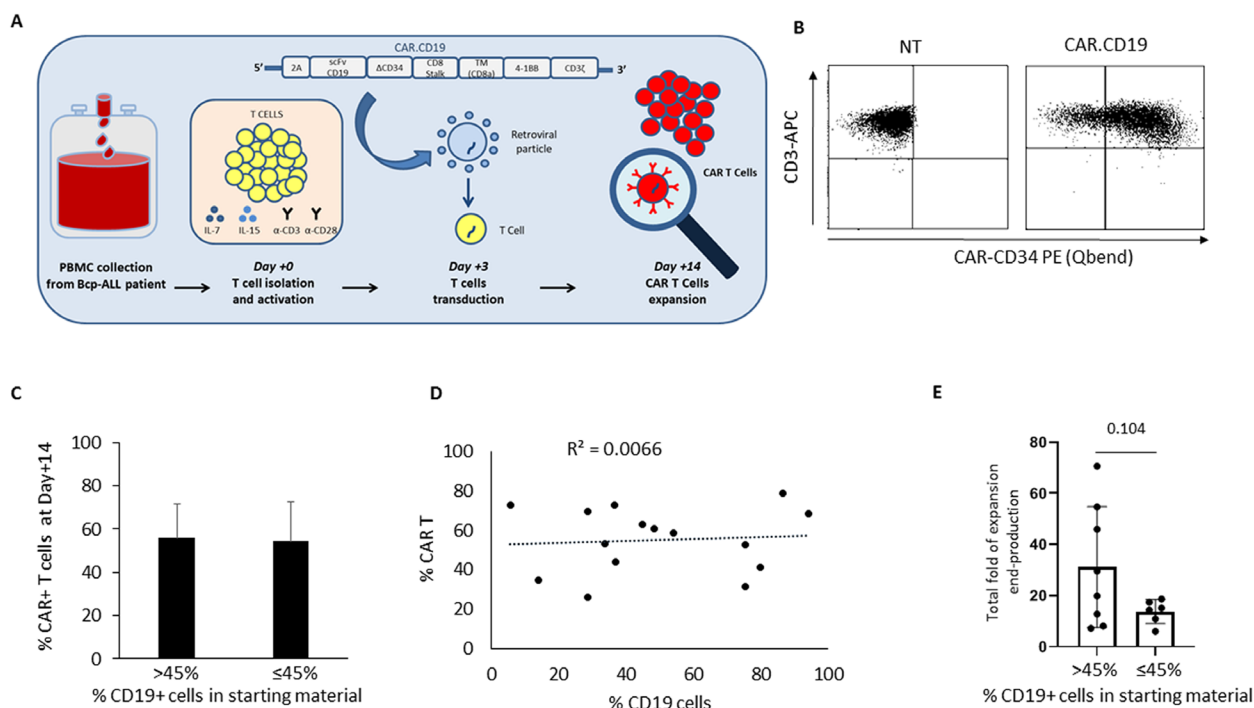 A
CAR.CD19
5’
2A
scFv
CD19
ΔCD34
CD8
Stalk
TM
(CD8a)
4-1BB
CD3ζ
3’
T CELLS
IL-7
IL-15
α-CD3
α-CD28
Retroviral
particle
T Cell
CAR T Cells
PBMC collection
from Bcp-ALL patient
Day +0
T cell isolation
and activation
Day +3
T cells
transduction
Day +14
CAR T Cells
expansion
B
NT
CAR.CD19
CD3-APC
CAR-CD34 PE (Qbend)
C
% CAR+ T cells at Day+14
100
80
60
40
20
0
>45%
≤45%
% CD19+ cells in starting material
D
R² = 0.0066
% CAR T
100
80
60
40
20
0
0
20
40
60
80
100
% CD19 cells
E
0.104
Total fold of expansion
end-production
80
60
40
20
0
>45%
≤45%
% CD19+ cells in starting material